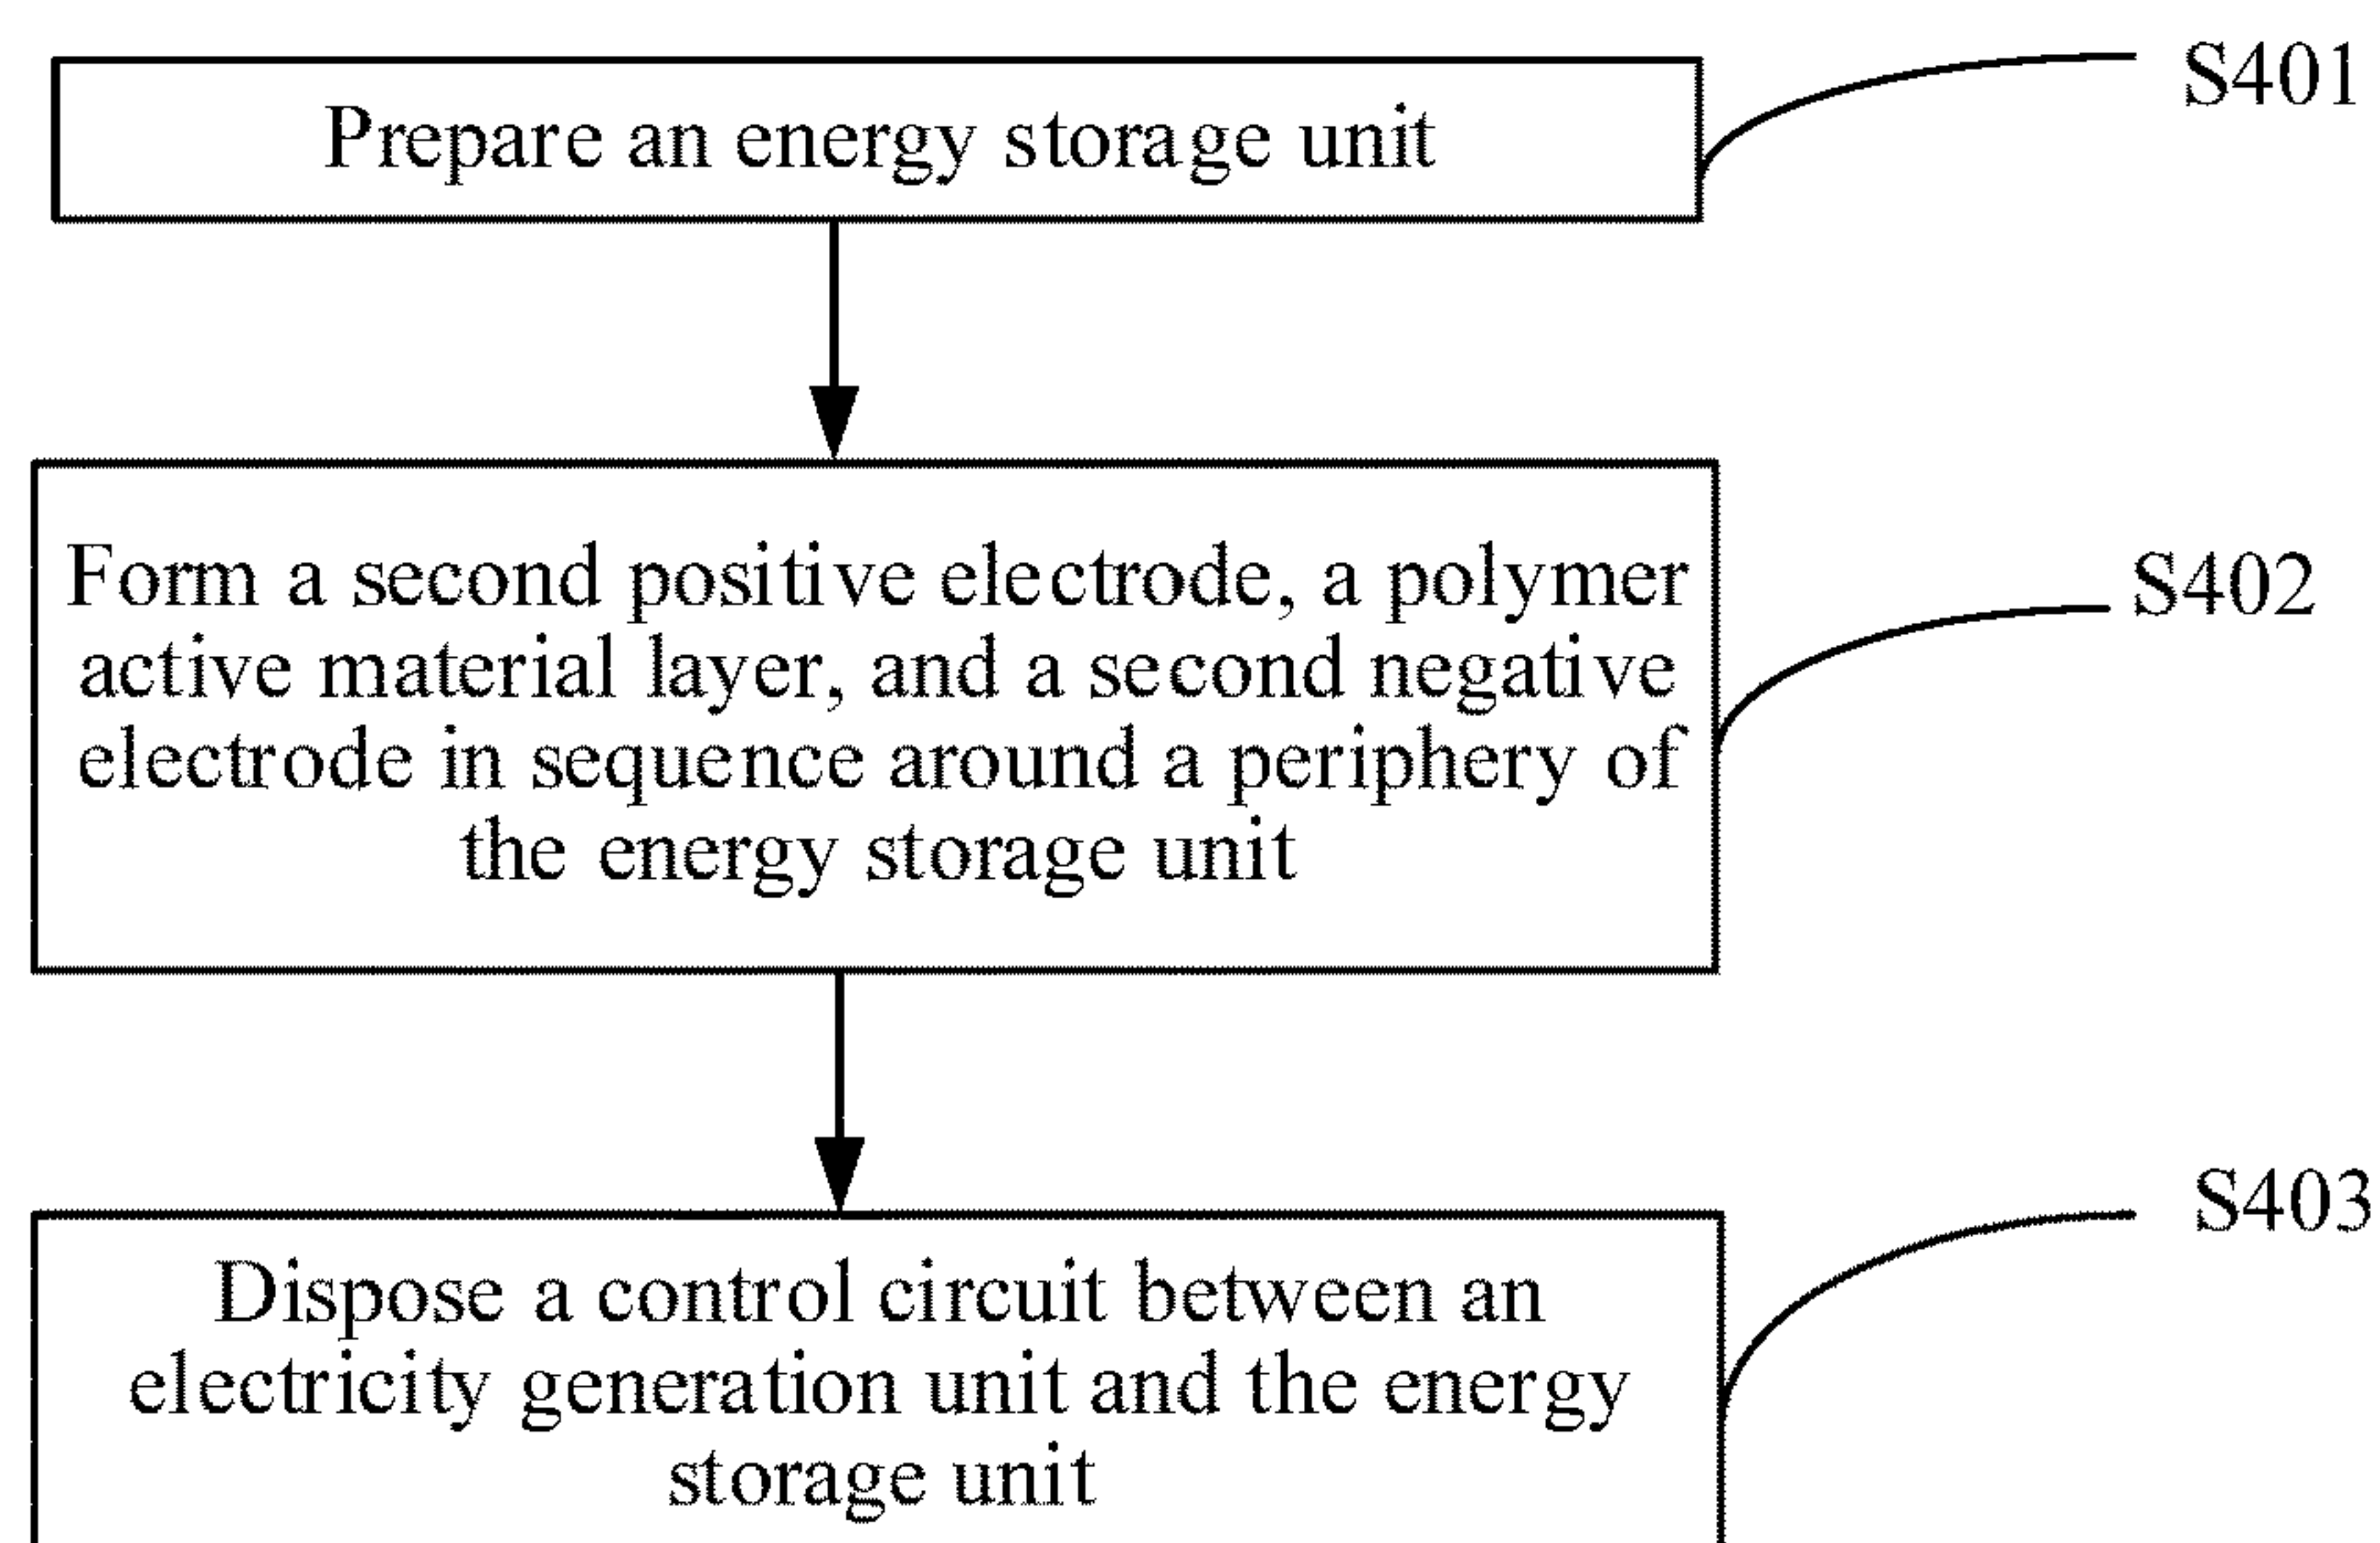 Prepare an energy storage unit
S401
Form a second positive electrode, a polymer
active material layer, and a second negative
electrode in sequence around a periphery of
the energy storage unit
S402
Dispose a control circuit between an
electricity generation unit and the energy
storage unit
S403